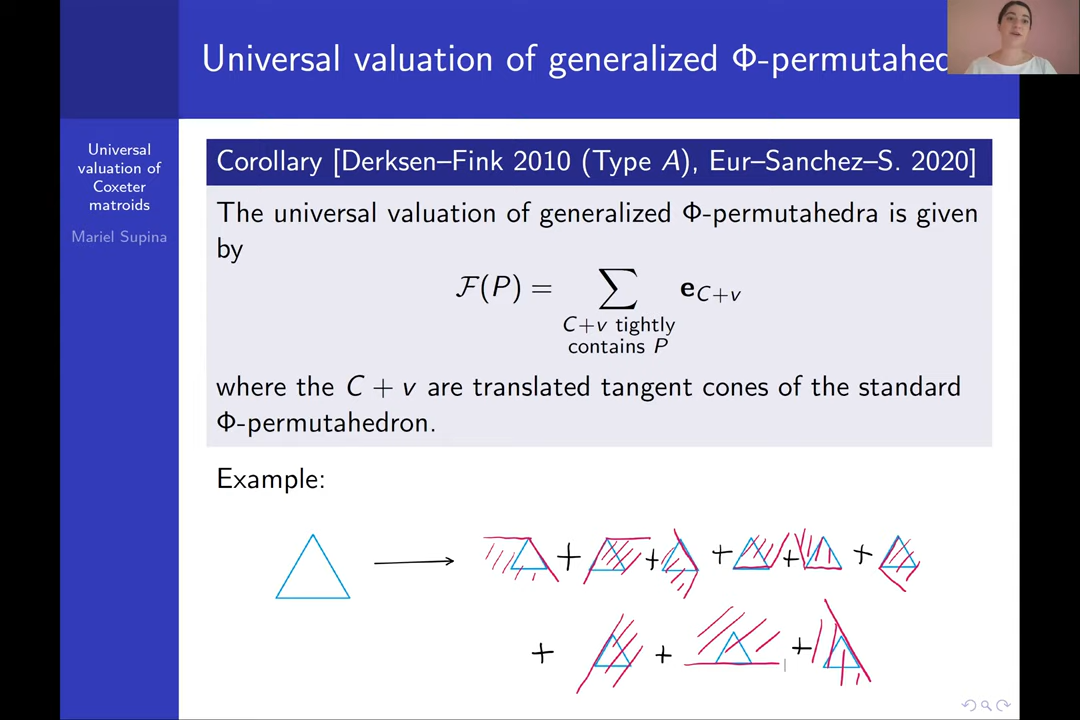 Universal valuation of generalized Φ-permutahed
Universal
valuation of
Coxeter
matroids
Mariel Supina
Corollary [Derksen–Fink 2010 (Type A), Eur–Sanchez–S. 2020]
The universal valuation of generalized Φ-permutahedra is given
by
F(P) = ∑ e_{C+v}
C+v tightly
contains P
where the C + v are translated tangent cones of the standard
Φ-permutahedron.
Example:
+ + + + +
+ + +